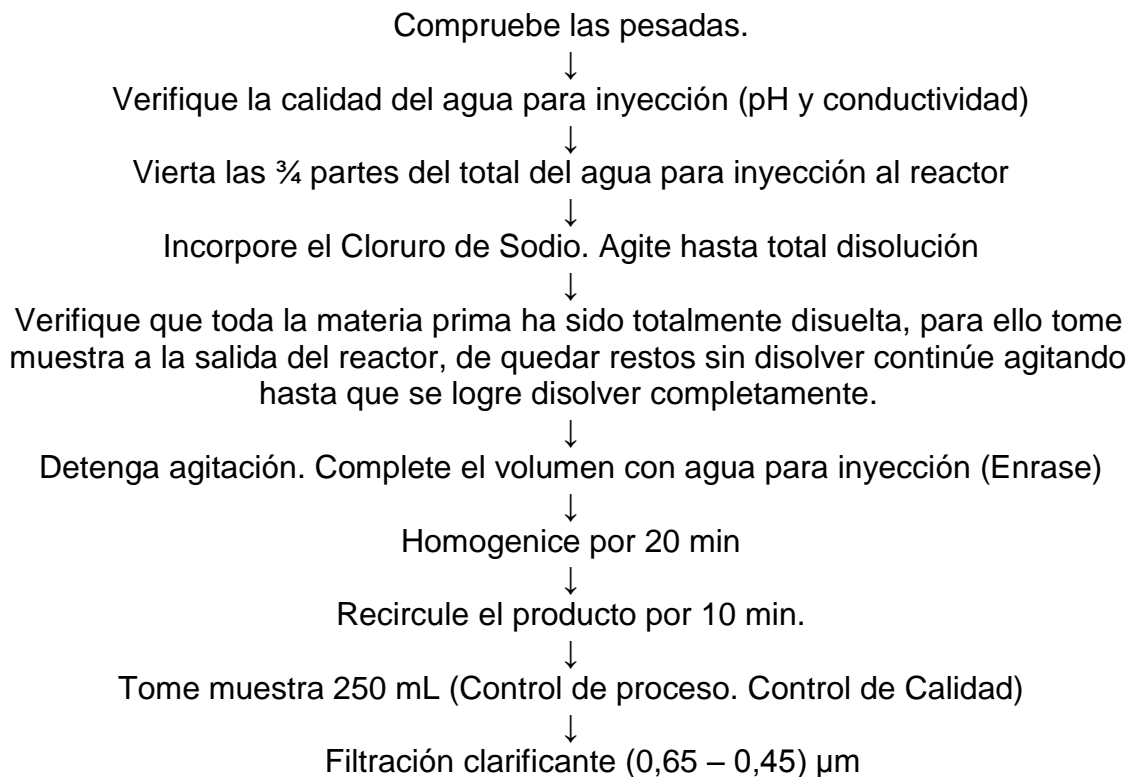 Compruebe las pesadas.
↓
Verifique la calidad del agua para inyección (pH y conductividad)
↓
Vierta las ¾ partes del total del agua para inyección al reactor
↓
Incorpore el Cloruro de Sodio. Agite hasta total disolución
↓
Verifique que toda la materia prima ha sido totalmente disuelta, para ello tome
muestra a la salida del reactor, de quedar restos sin disolver continúe agitando
hasta que se logre disolver completamente.
↓
Detenga agitación. Complete el volumen con agua para inyección (Enrase)
↓
Homogenice por 20 min
↓
Recircule el producto por 10 min.
↓
Tome muestra 250 mL (Control de proceso. Control de Calidad)
↓
Filtración clarificante (0,65 – 0,45) µm